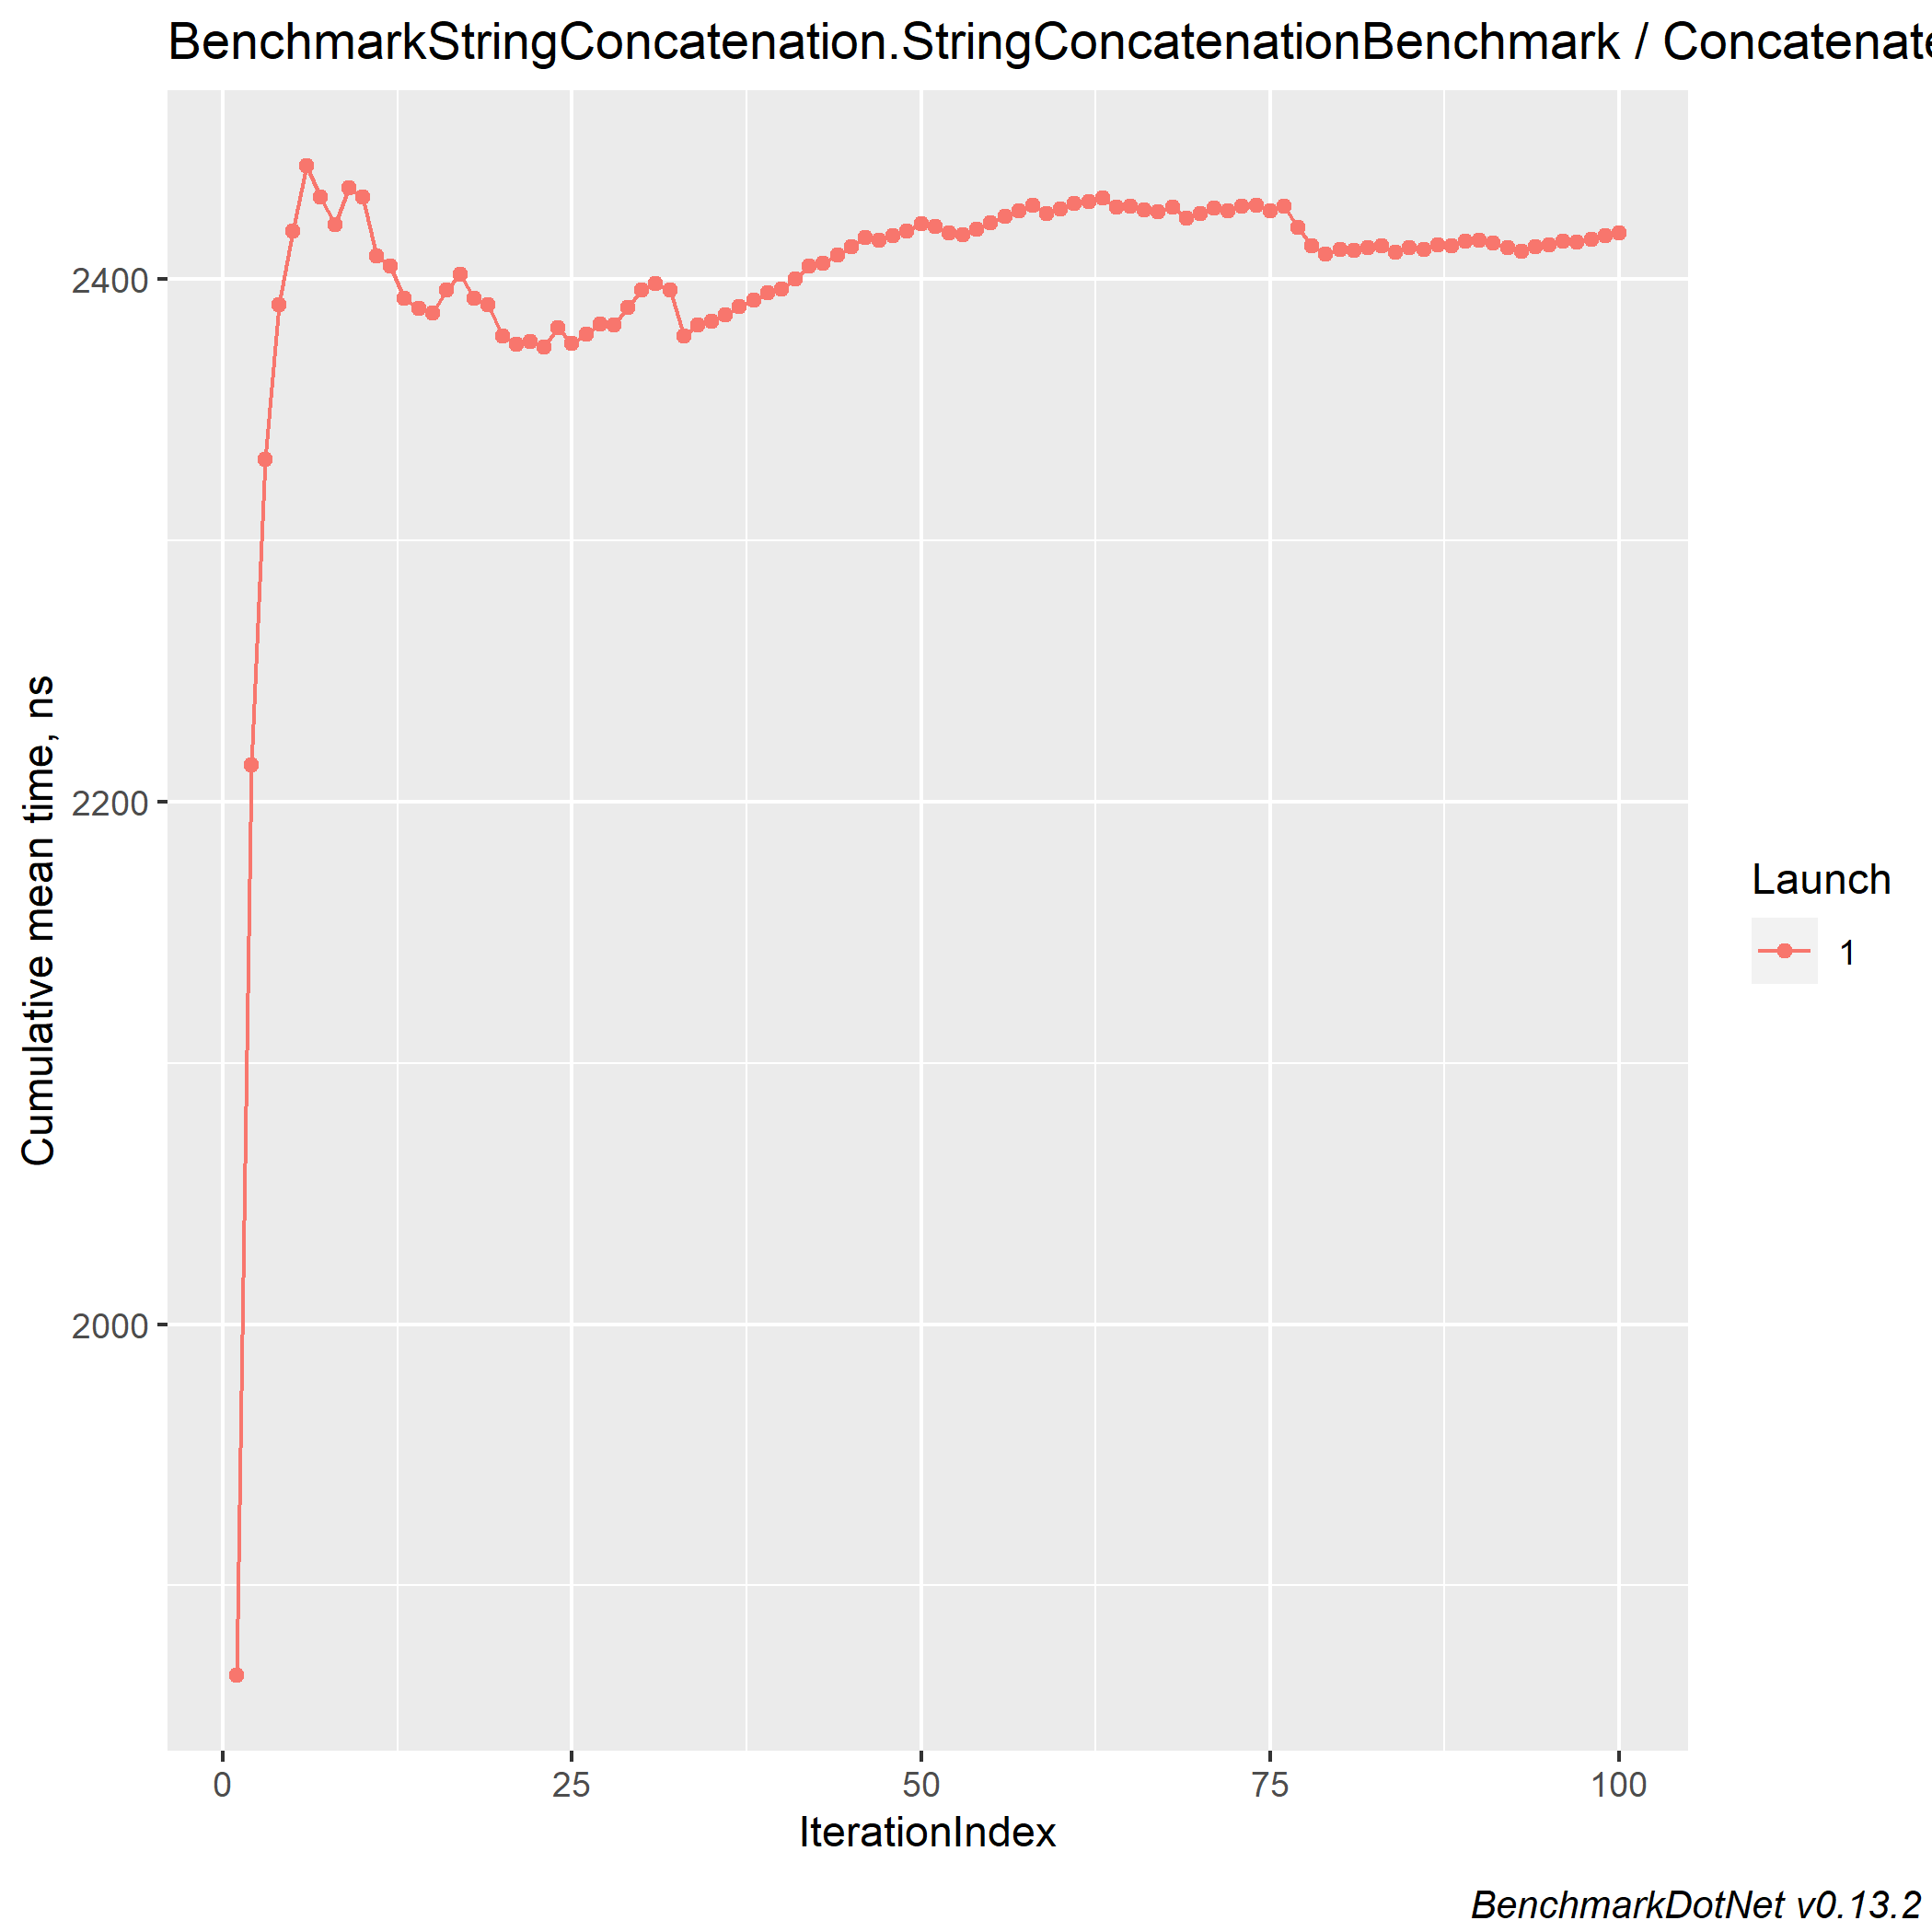 BenchmarkStringConcatenation.StringConcatenationBenchmark / Concatenate
Cumulative mean time, ns
2400
2200
2000
0 25 50 75 100
IterationIndex
Launch
1
BenchmarkDotNet v0.13.2